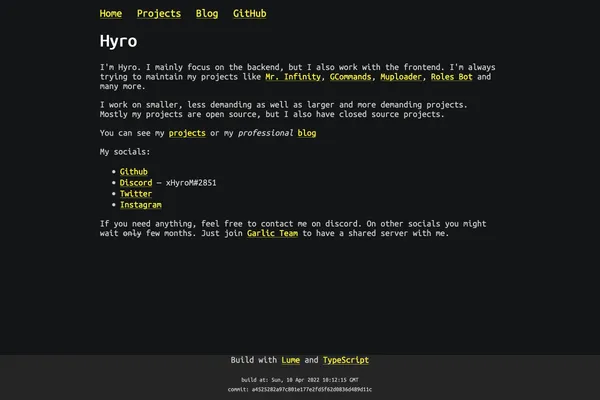 Home Projects Blog GitHub
Hyro
I'm Hyro. I mainly focus on the backend, but I also work with the frontend. I'm always
trying to maintain my projects like Mr. Infinity, GCommands, Muploader, Roles Bot and
many more.
I work on smaller, less demanding as well as larger and more demanding projects.
Mostly my projects are open source, but I also have closed source projects.
You can see my projects or my professional blog
My socials:
• Github
• Discord — xHyroM#2851
• Twitter
• Instagram
If you need anything, feel free to contact me on discord. On other socials you might
wait only few months. Just join Garlic Team to have a shared server with me.
Build with Lume and TypeScript
build at: Sun, 10 Apr 2022 10:12:15 GMT
commit: